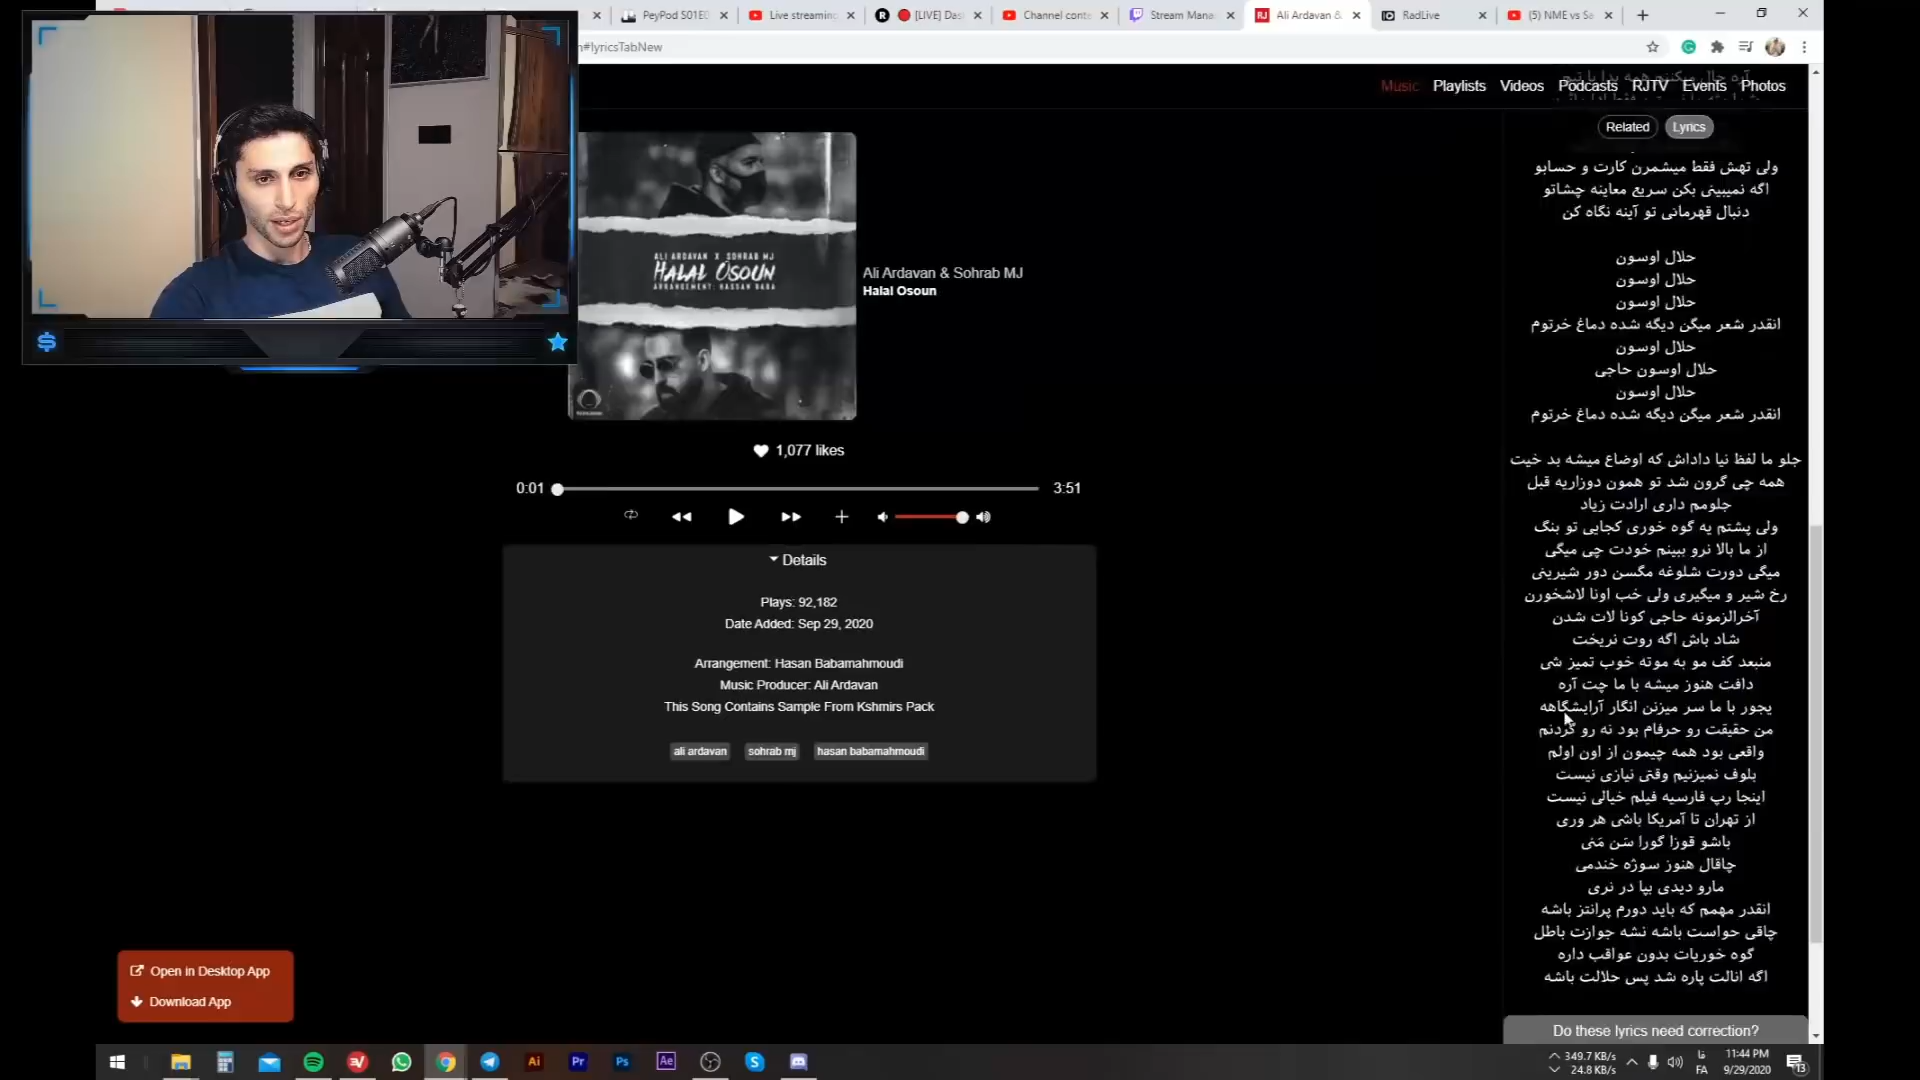 PeyPod S01E0
Live streaming
[LIVE] Das
Channel cont
Stream Mana
Ali Ardavan &
RadLive
(5) NME vs Sa
n#lyricsTabNew
Music Playlists Videos Podcasts RJTV Events Photos
Related Lyrics
ALI ARDAVAN X SOHRAB MJ
HALAL OSOUN
ARRANGEMENT: HASSAN BABA
Ali Ardavan & Sohrab MJ
Halal Osoun
1,077 likes
0:01
3:51
Details
Plays: 92,182
Date Added: Sep 29, 2020
Arrangement: Hasan Babamahmoudi
Music Producer: Ali Ardavan
This Song Contains Sample From Kshmirs Pack
ali ardavan
sohrab mj
hasan babamahmoudi
ولی تهش فقط میشمرن کارت و حسابو
اگه نمیبینی بکن سریع معاینه چشاتو
دنبال قهرمانی تو آینه نگاه کن
حلال اوسون
حلال اوسون
حلال اوسون
انقدر شعر میگن دیگه شده دماغ خرتوم
حلال اوسون
حلال اوسون حاجی
حلال اوسون
انقدر شعر میگن دیگه شده دماغ خرتوم
جلو ما لفظ نیا داداش که اوضاع میشه بد خیت
همه چی گرون شد تو همون دوزاریه قبل
جلومم داری ارادت زیاد
ولی پشتم یه گوه خوری کجایی تو بنگ
از ما بالا نرو ببینم خودت چی میگی
میگی دورت شلوغه مگسن دور شیرینی
رخ شیر و میگیری ولی خب اونا لاشخورن
آخرالزمونه حاجی کونا لات شدن
شاد باش اگه روت نریخت
منبعد کف مو به موته خوب تمیز شی
دافت هنوز میشه با ما چت آره
یجور با ما سر میزنن انگار آرایشگاهه
من حقیقت رو حرفام بود نه رو گردنم
واقعی بود همه چیمون از اون اولم
بلوف نمیزنیم وقتی نیازی نیست
اینجا رپ فارسیه فیلم خیالی نیست
از تهران تا آمریکا باشی هر وری
باشو قوزا گورا سَن مَنی
چاقال هنوز سوژه خندمی
مارو دیدی بپا در نری
انقدر مهمم که باید دورم پرانتز باشه
چاقی حواست باشه نشه جوازت باطل
گوه خوریات بدون عواقب داره
اگه انالت پاره شد پس حلالت باشه
Do these lyrics need correction?
Open in Desktop App
Download App
349.7 KB/s
24.8 KB/s
فا
FA
11:44 PM
9/29/2020
13